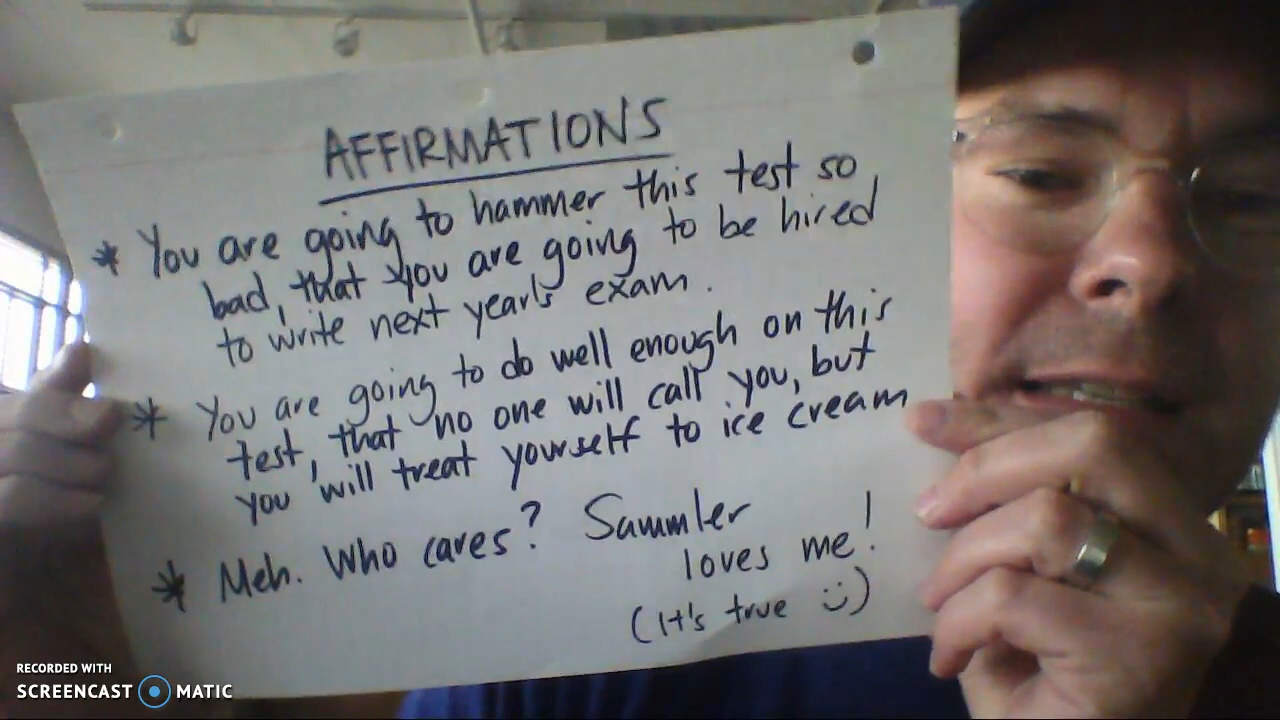 AFFIRMATIONS
* You are going to hammer this test so
bad, that you are going to be hired
to write next year's exam.
* You are going to do well enough on this
test, that no one will call you, but
you will treat yourself to ice cream
* Meh. Who cares? Sammler
loves me!
(It's true :))
RECORDED WITH
SCREENCAST MATIC